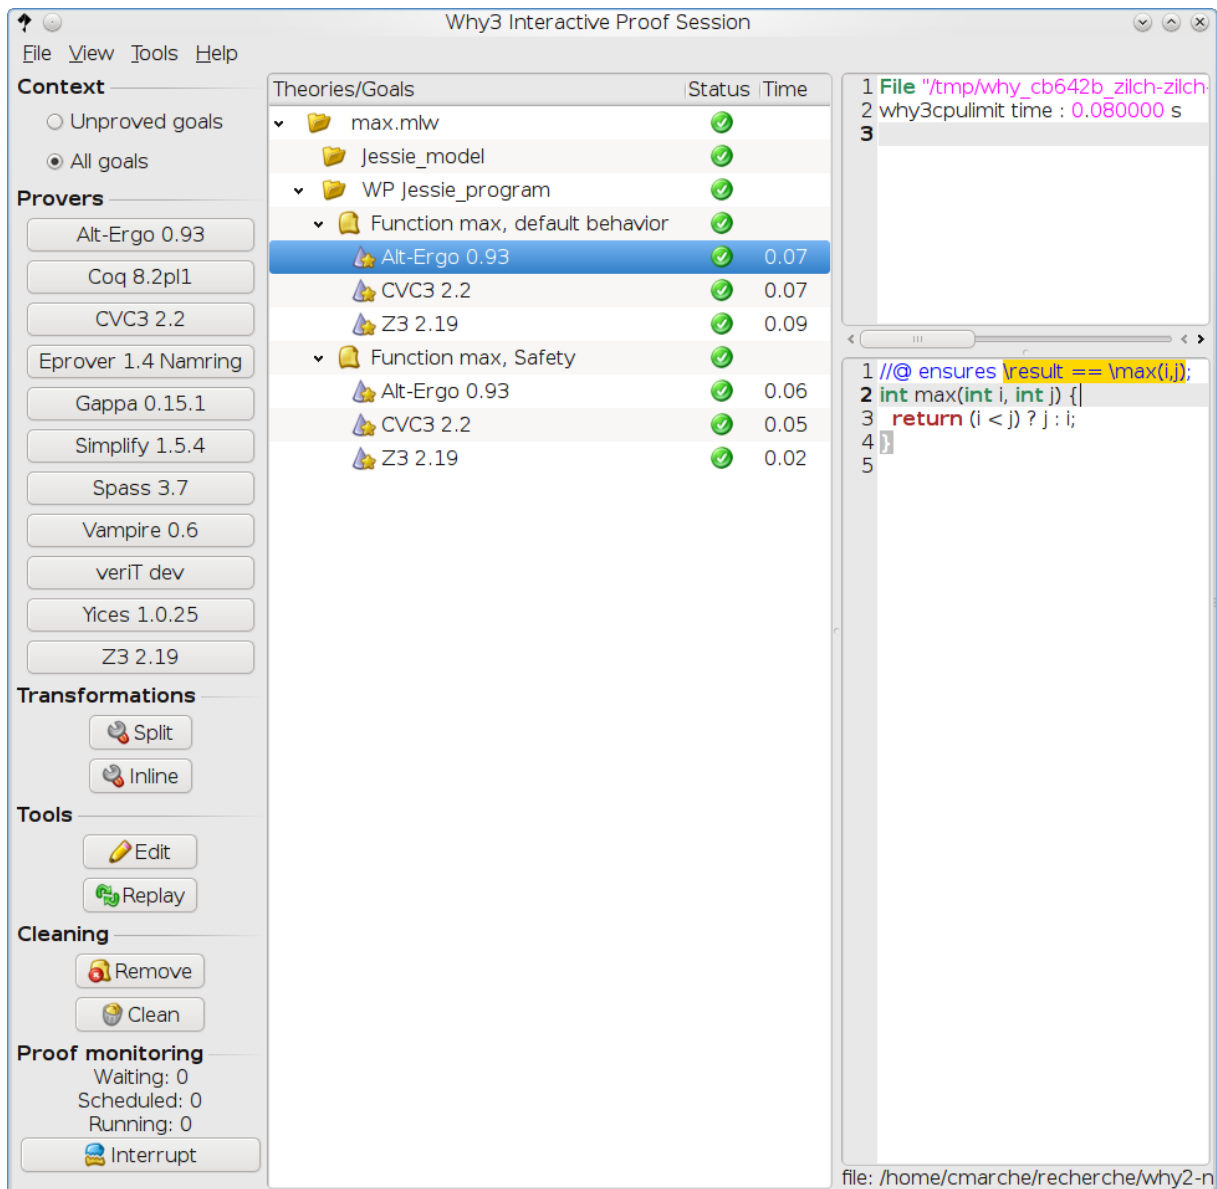 Why3 Interactive Proof Session
File View Tools Help
Context
Unproved goals
All goals
Provers
Alt-Ergo 0.93
Coq 8.2pl1
CVC3 2.2
Eprover 1.4 Namring
Gappa 0.15.1
Simplify 1.5.4
Spass 3.7
Vampire 0.6
veriT dev
Yices 1.0.25
Z3 2.19
Transformations
Split
Inline
Tools
Edit
Replay
Cleaning
Remove
Clean
Proof monitoring
Waiting: 0
Scheduled: 0
Running: 0
Interrupt
Theories/Goals Status Time
max.mlw
Jessie_model
WP Jessie_program
Function max, default behavior
Alt-Ergo 0.93 0.07
CVC3 2.2 0.07
Z3 2.19 0.09
Function max, Safety
Alt-Ergo 0.93 0.06
CVC3 2.2 0.05
Z3 2.19 0.02
1 File "/tmp/why_cb642b_zilch-zilch-
2 why3cpulimit time : 0.080000 s
3
1 //@ ensures \result == \max(i,j);
2 int max(int i, int j) {
3 return (i < j) ? j : i;
4 }
5
file: /home/cmarche/recherche/why2-n